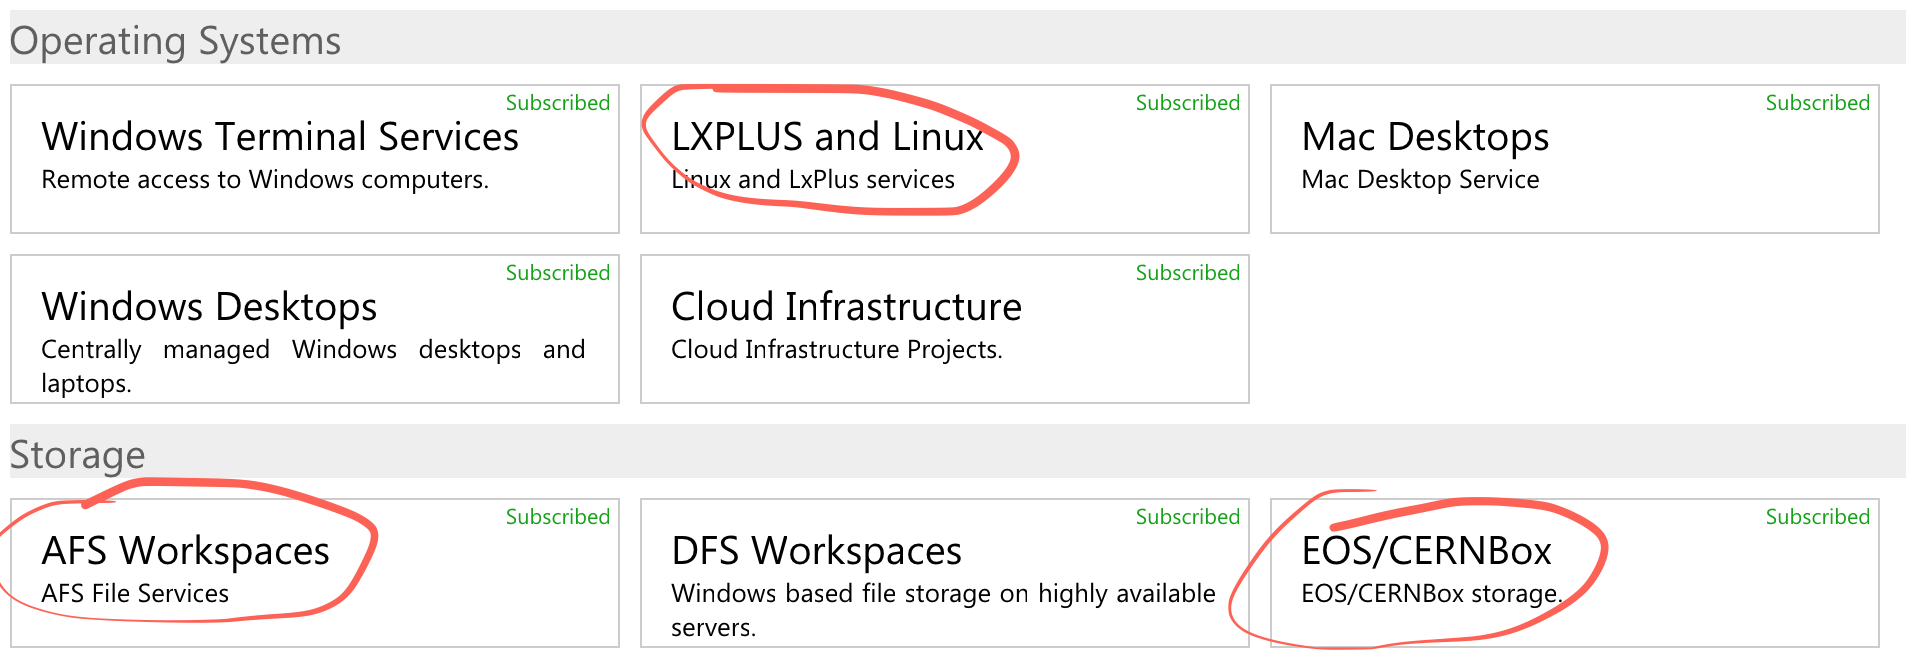 Operating Systems
Subscribed
Windows Terminal Services
Remote access to Windows computers.
Subscribed
LXPLUS and Linux
Linux and LxPlus services
Subscribed
Mac Desktops
Mac Desktop Service
Subscribed
Windows Desktops
Centrally managed Windows desktops and
laptops.
Subscribed
Cloud Infrastructure
Cloud Infrastructure Projects.
Storage
Subscribed
AFS Workspaces
AFS File Services
Subscribed
DFS Workspaces
Windows based file storage on highly available
servers.
Subscribed
EOS/CERNBox
EOS/CERNBox storage.